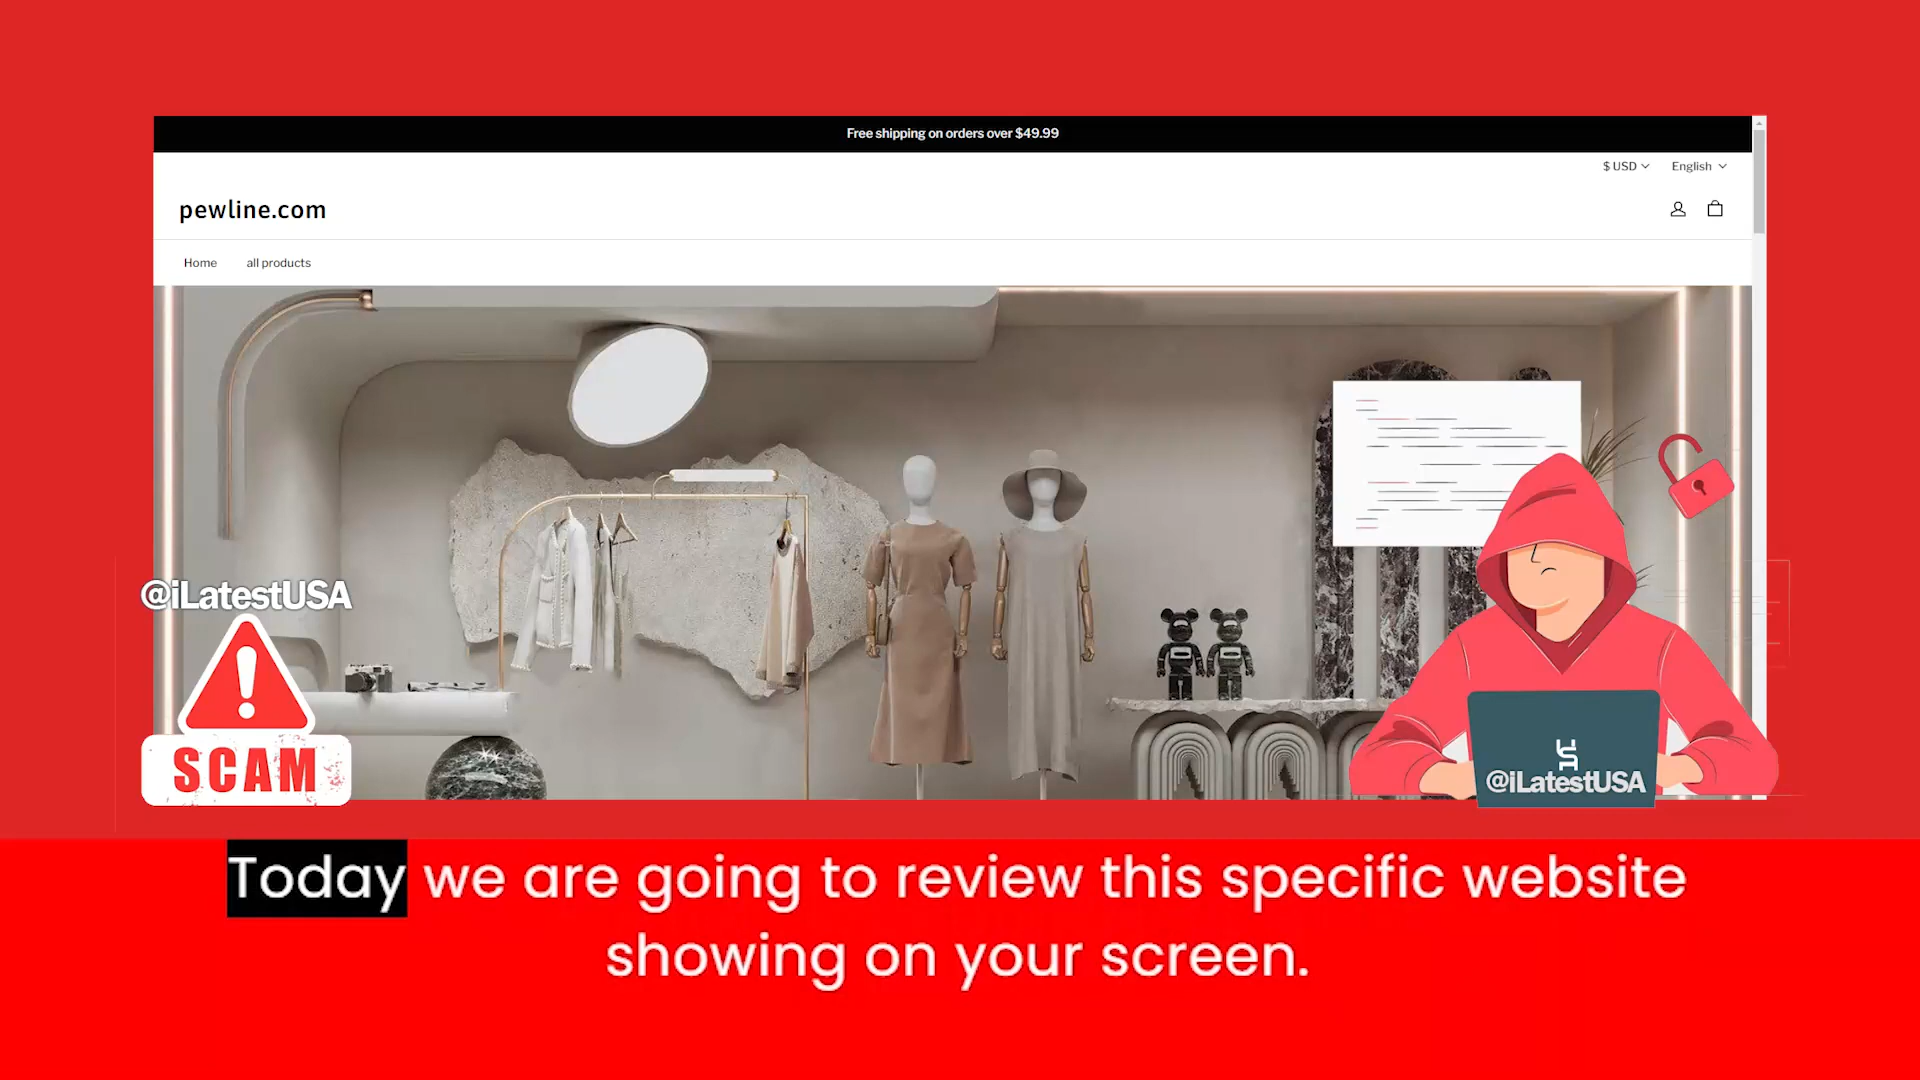 Free shipping on orders over $49.99
$ USD English
pewline.com
Home all products
@iLatestUSA
SCAM
@iLatestUSA
Today we are going to review this specific website
showing on your screen.